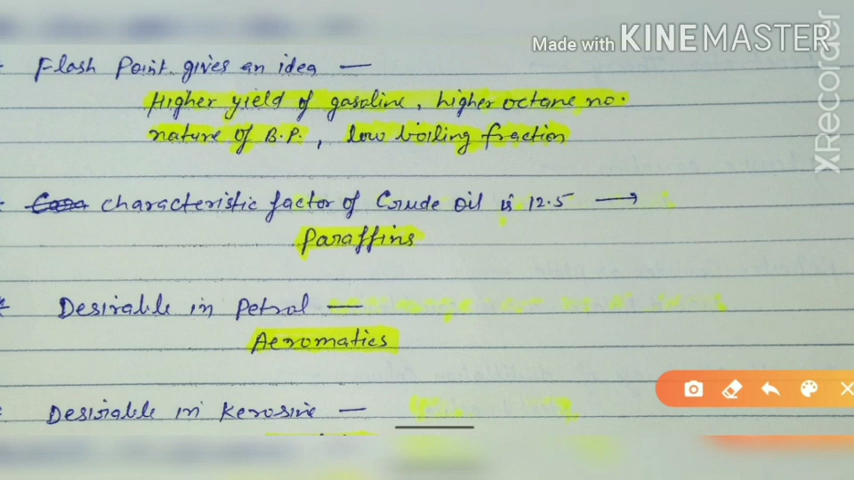 Made with KINEMASTER
XRecorder
Flash Point gives an idea —
Higher yield of gasoline, higher octane no.
nature of B.P., low boiling fraction
characteristic factor of Crude oil is 12.5 →
Paraffins
Desirable in Petrol —
Aeromatics
Desirable in Kerosine —